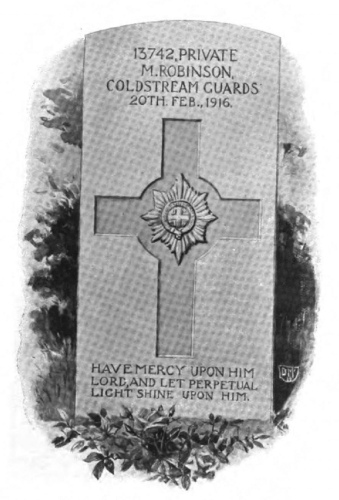 13742, PRIVATE
M. ROBINSON,
COLDSTREAM GUARDS
20TH. FEB., 1916.
HAVE MERCY UPON HIM
LORD, AND LET PERPETUAL
LIGHT SHINE UPON HIM.